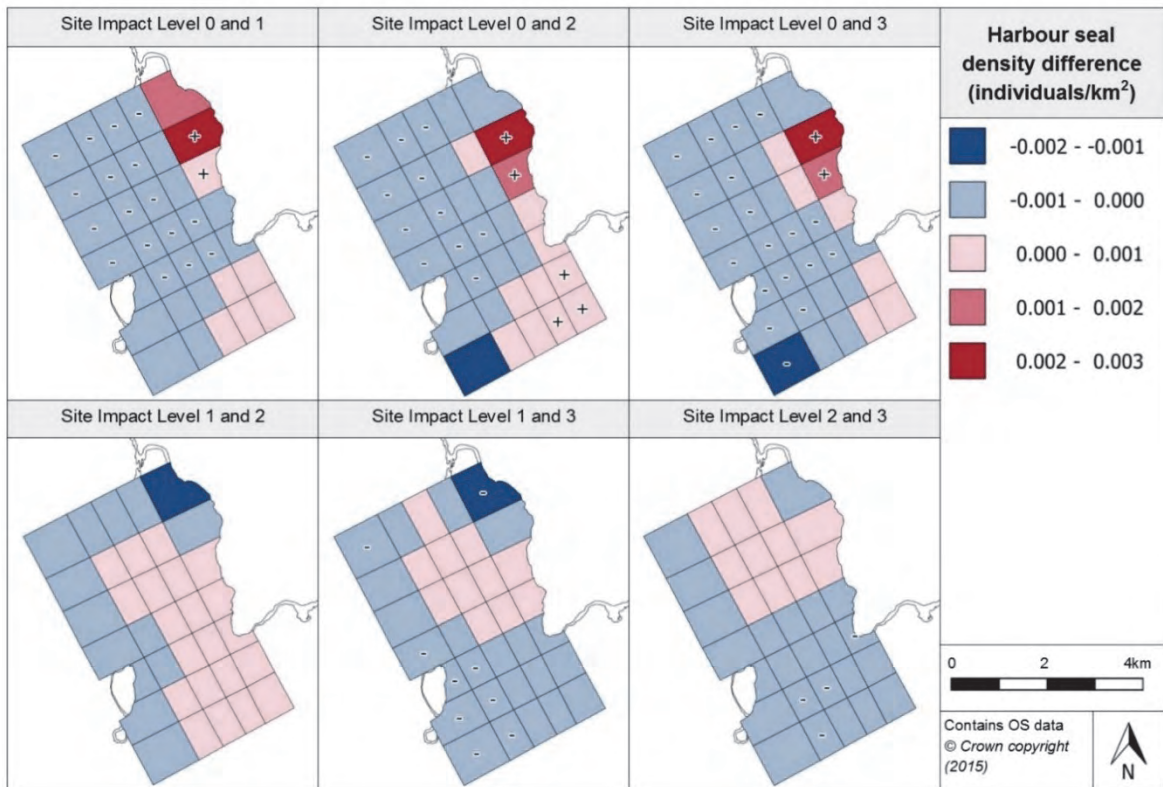 Site Impact Level 0 and 1
Site Impact Level 0 and 2
Site Impact Level 0 and 3
Site Impact Level 1 and 2
Site Impact Level 1 and 3
Site Impact Level 2 and 3
Harbour seal
density difference
(individuals/km²)
-0.002 - -0.001
-0.001 - 0.000
0.000 - 0.001
0.001 - 0.002
0.002 - 0.003
0 2 4km
Contains OS data
© Crown copyright
(2015)
N